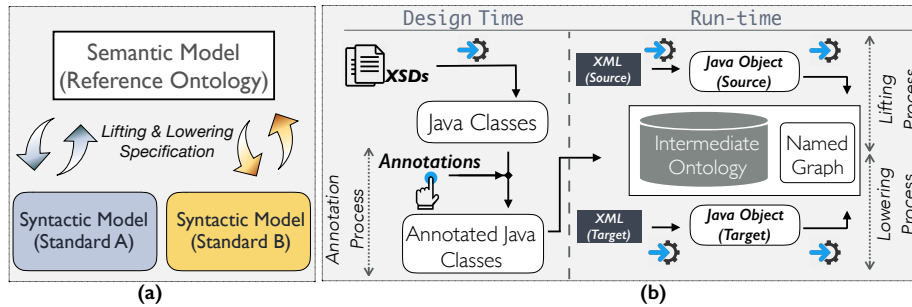 Semantic Model
(Reference Ontology)
Lifting & Lowering
Specification
Syntactic Model
(Standard A)
Syntactic Model
(Standard B)
(a)
Design Time
Run-time
XSDs
Java Classes
Annotations
Annotated Java
Classes
Annotation
Process
XML
(Source)
Java Object
(Source)
Intermediate
Ontology
Named
Graph
XML
(Target)
Java Object
(Target)
Lifting
Process
Lowering
Process
(b)